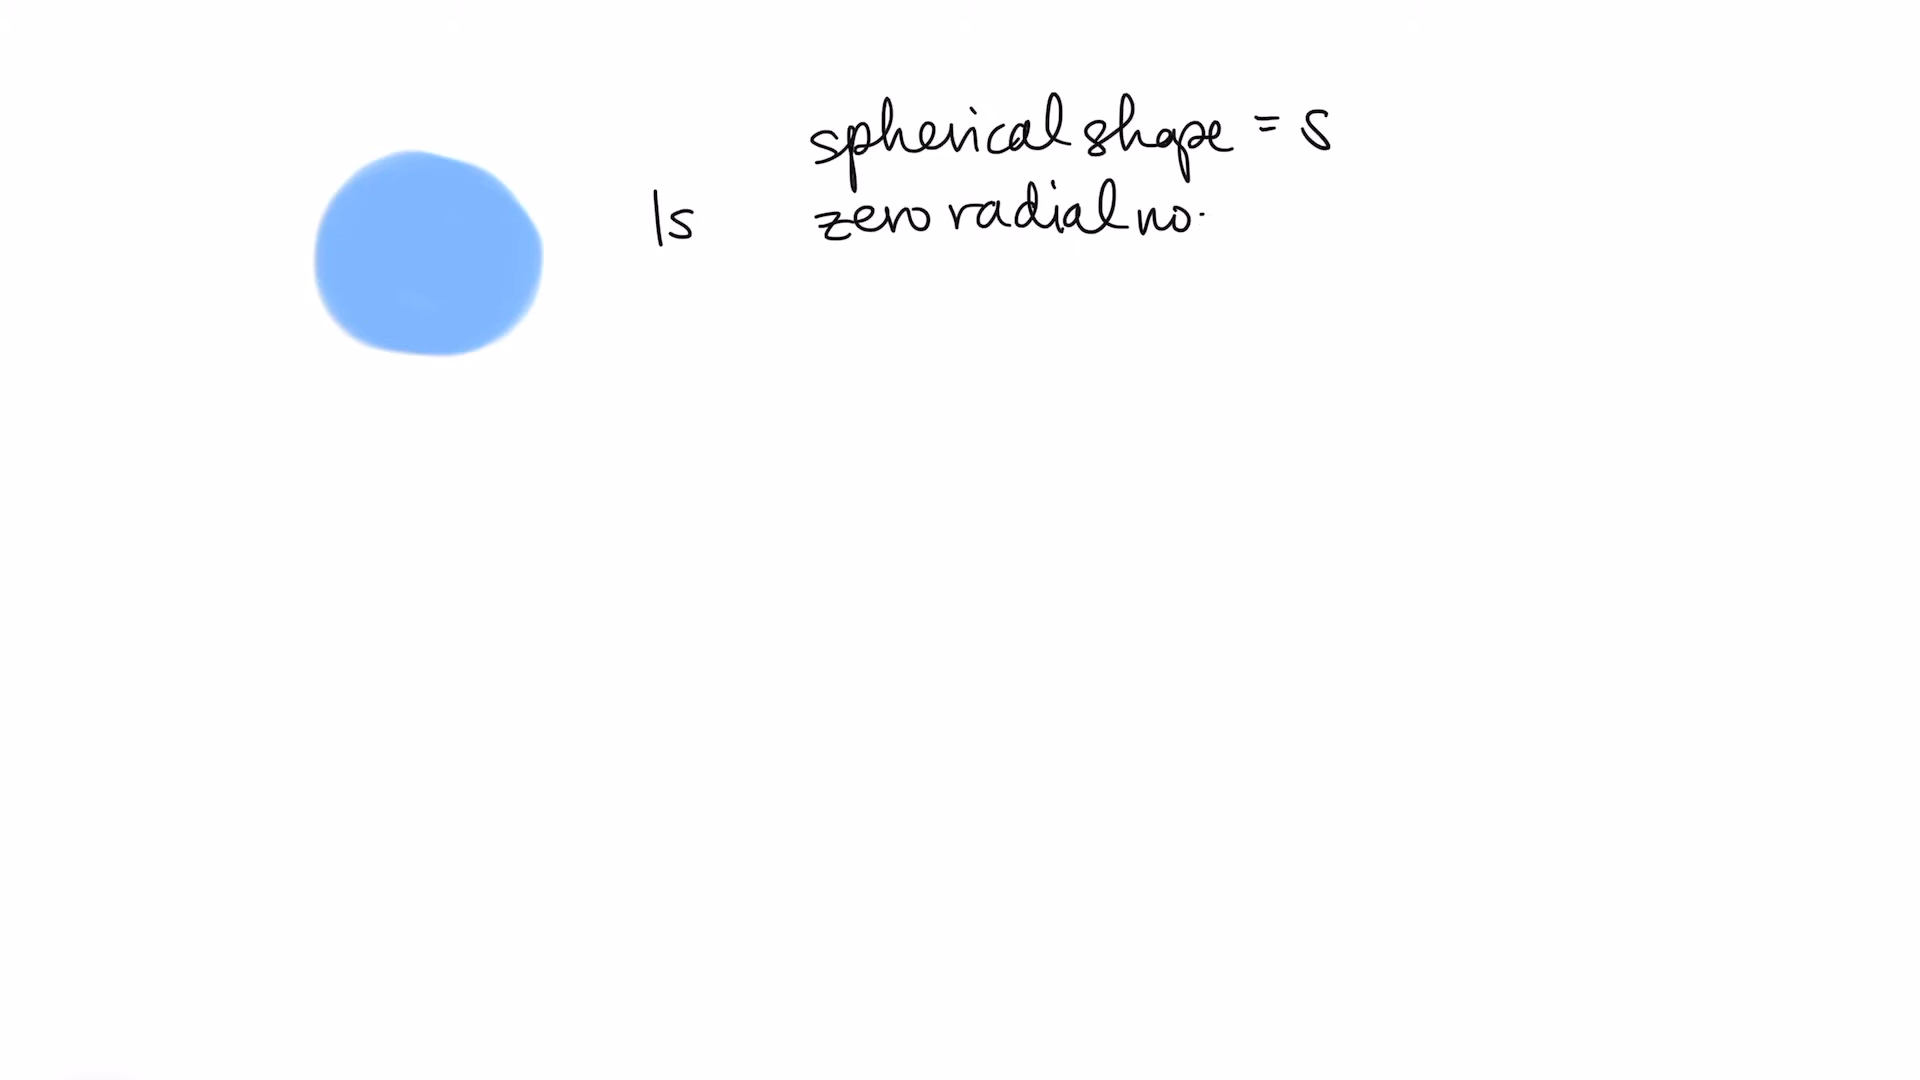 spherical shape = s
1s
zero radial no.